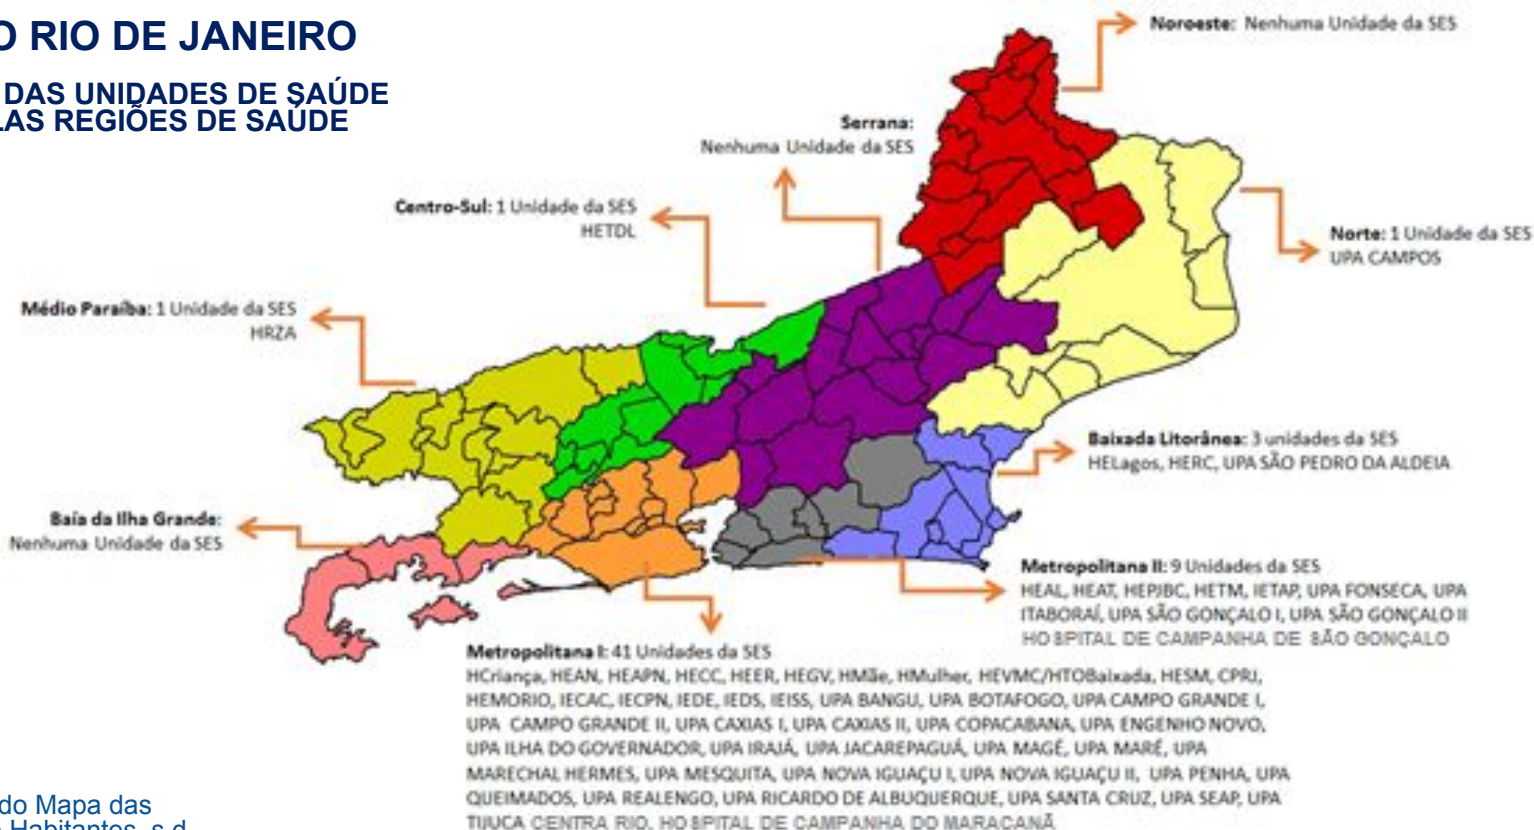 O RIO DE JANEIRO
DAS UNIDADES DE SAÚDE
LAS REGIÕES DE SAÚDE
Noroeste: Nenhuma Unidade da SES
Serrana:
Nenhuma Unidade da SES
Centro-Sul: 1 Unidade da SES
HETDL
Norte: 1 Unidade da SES
UPA CAMPOS
Médio Paraíba: 1 Unidade da SES
HRZA
Baixada Litorânea: 3 unidades da SES
HELagos, HERC, UPA SÃO PEDRO DA ALDEIA
Baía da Ilha Grande:
Nenhuma Unidade da SES
Metropolitana II: 9 Unidades da SES
HEAL, HEAT, HEPJBC, HETM, IETAP, UPA FONSECA, UPA
ITABORAÍ, UPA SÃO GONÇALO I, UPA SÃO GONÇALO II
HOSPITAL DE CAMPANHA DE SÃO GONÇALO
Metropolitana I: 41 Unidades da SES
HCriança, HEAN, HEAPN, HECC, HEER, HEGV, HMãe, HMulher, HEVMC/HTOBaixada, HESM, CPRJ,
HEMORIO, IECAC, IECPN, IEDE, IEDS, IEISS, UPA BANGU, UPA BOTAFOGO, UPA CAMPO GRANDE I,
UPA CAMPO GRANDE II, UPA CAXIAS I, UPA CAXIAS II, UPA COPACABANA, UPA ENGENHO NOVO,
UPA ILHA DO GOVERNADOR, UPA IRAJÁ, UPA JACAREPAGUÁ, UPA MAGÉ, UPA MARÉ, UPA
MARECHAL HERMES, UPA MESQUITA, UPA NOVA IGUAÇU I, UPA NOVA IGUAÇU II, UPA PENHA, UPA
QUEIMADOS, UPA REALENGO, UPA RICARDO DE ALBUQUERQUE, UPA SANTA CRUZ, UPA SEAP, UPA
TIJUCA CENTRA RIO, HOSPITAL DE CAMPANHA DO MARACANÃ
do Mapa das
Habitantos, s.d